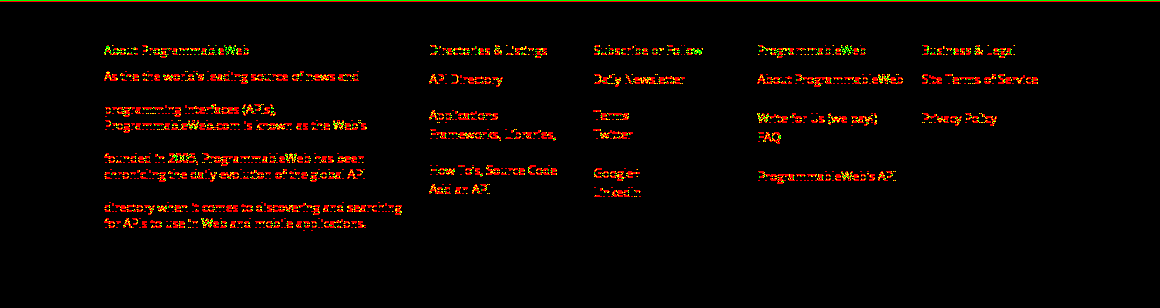 About ProgrammableWeb
As the the world's leading source of news and
programming interfaces (APIs),
ProgrammableWeb.com is known as the Web's
founded in 2005, ProgrammableWeb has been
chronicling the daily evolution of the global API
directory when it comes to discovering and searching
for APIs to use in Web and mobile applications.
Directories & Listings
API Directory
Applications
Frameworks, Libraries,
How To's, Source Code
Add an API
Subscribe or Follow
Daily Newsletter
Terms
Twitter
Google+
LinkedIn
ProgrammableWeb
About ProgrammableWeb
Write for Us (we pay!)
FAQ
ProgrammableWeb's API
Business & Legal
Site Terms of Service
Privacy Policy